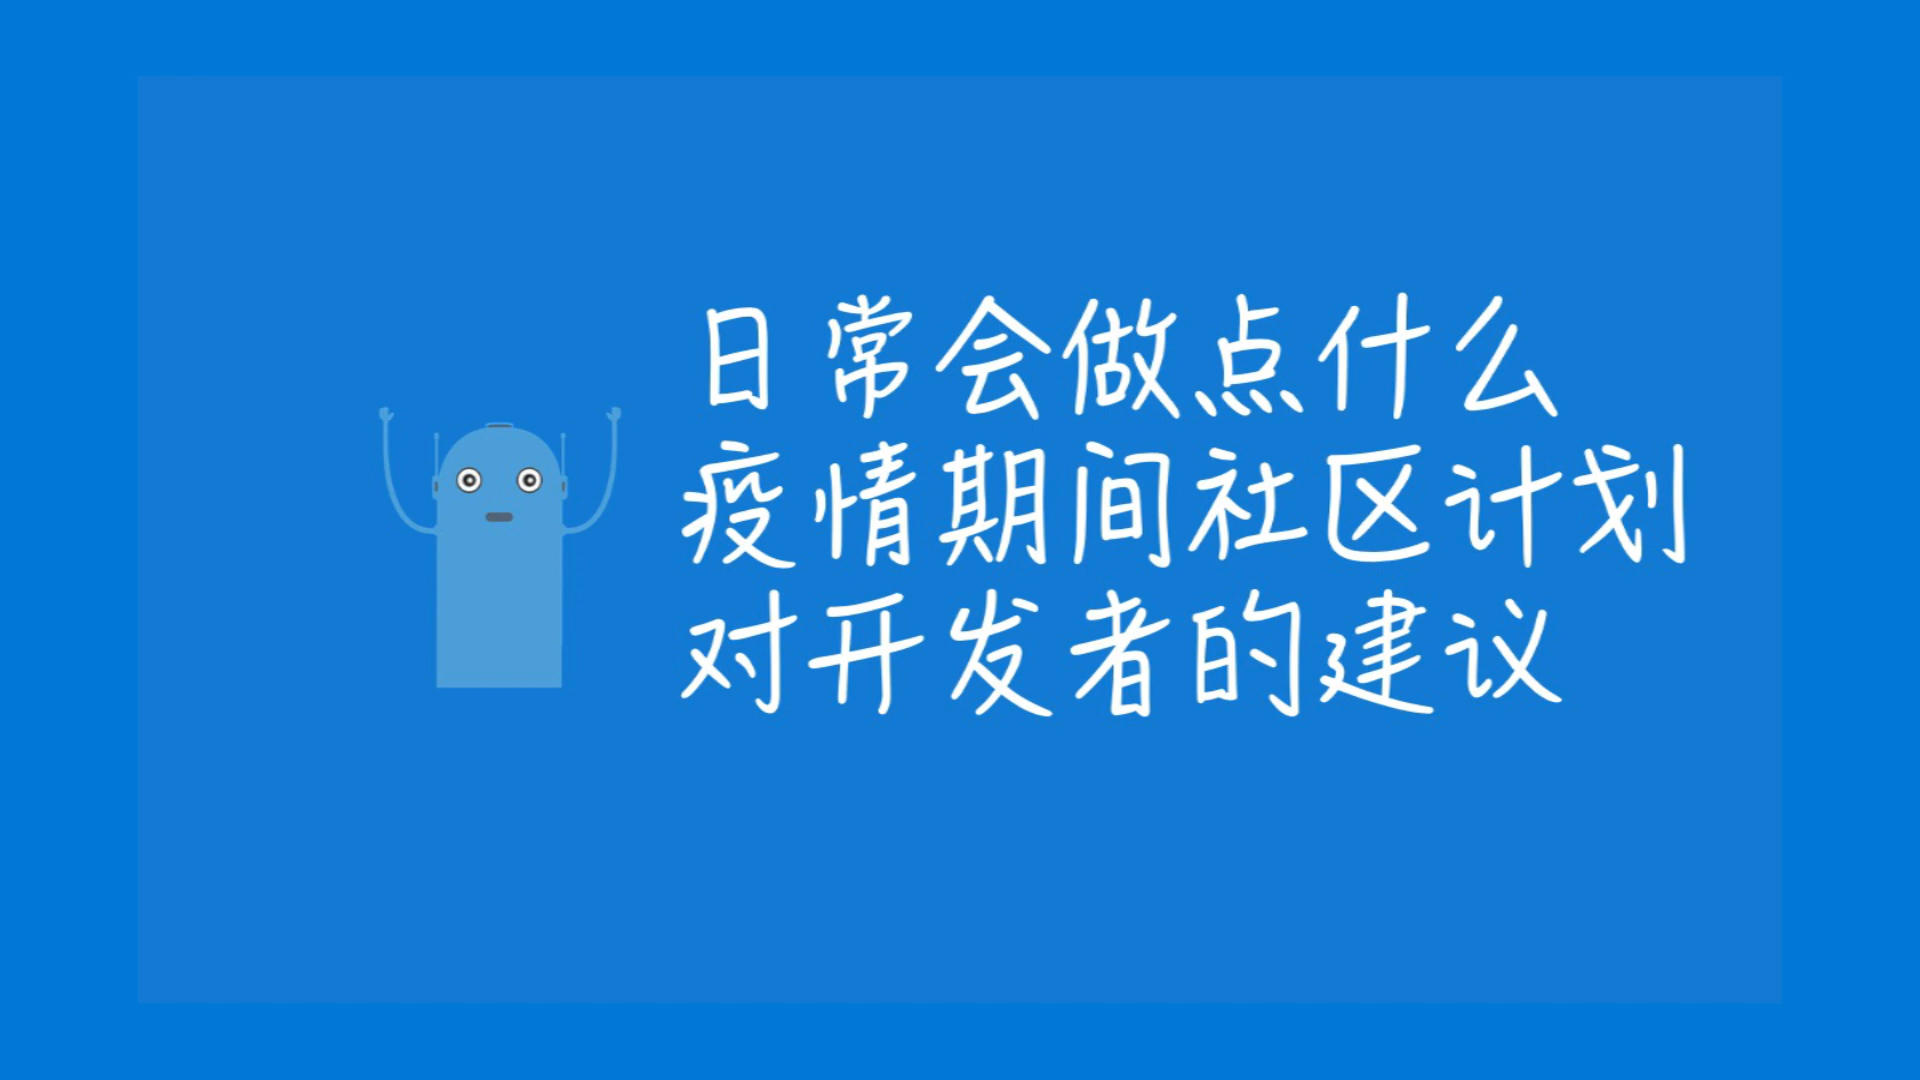 日常会做点什么
疫情期间社区计划
对开发者的建议